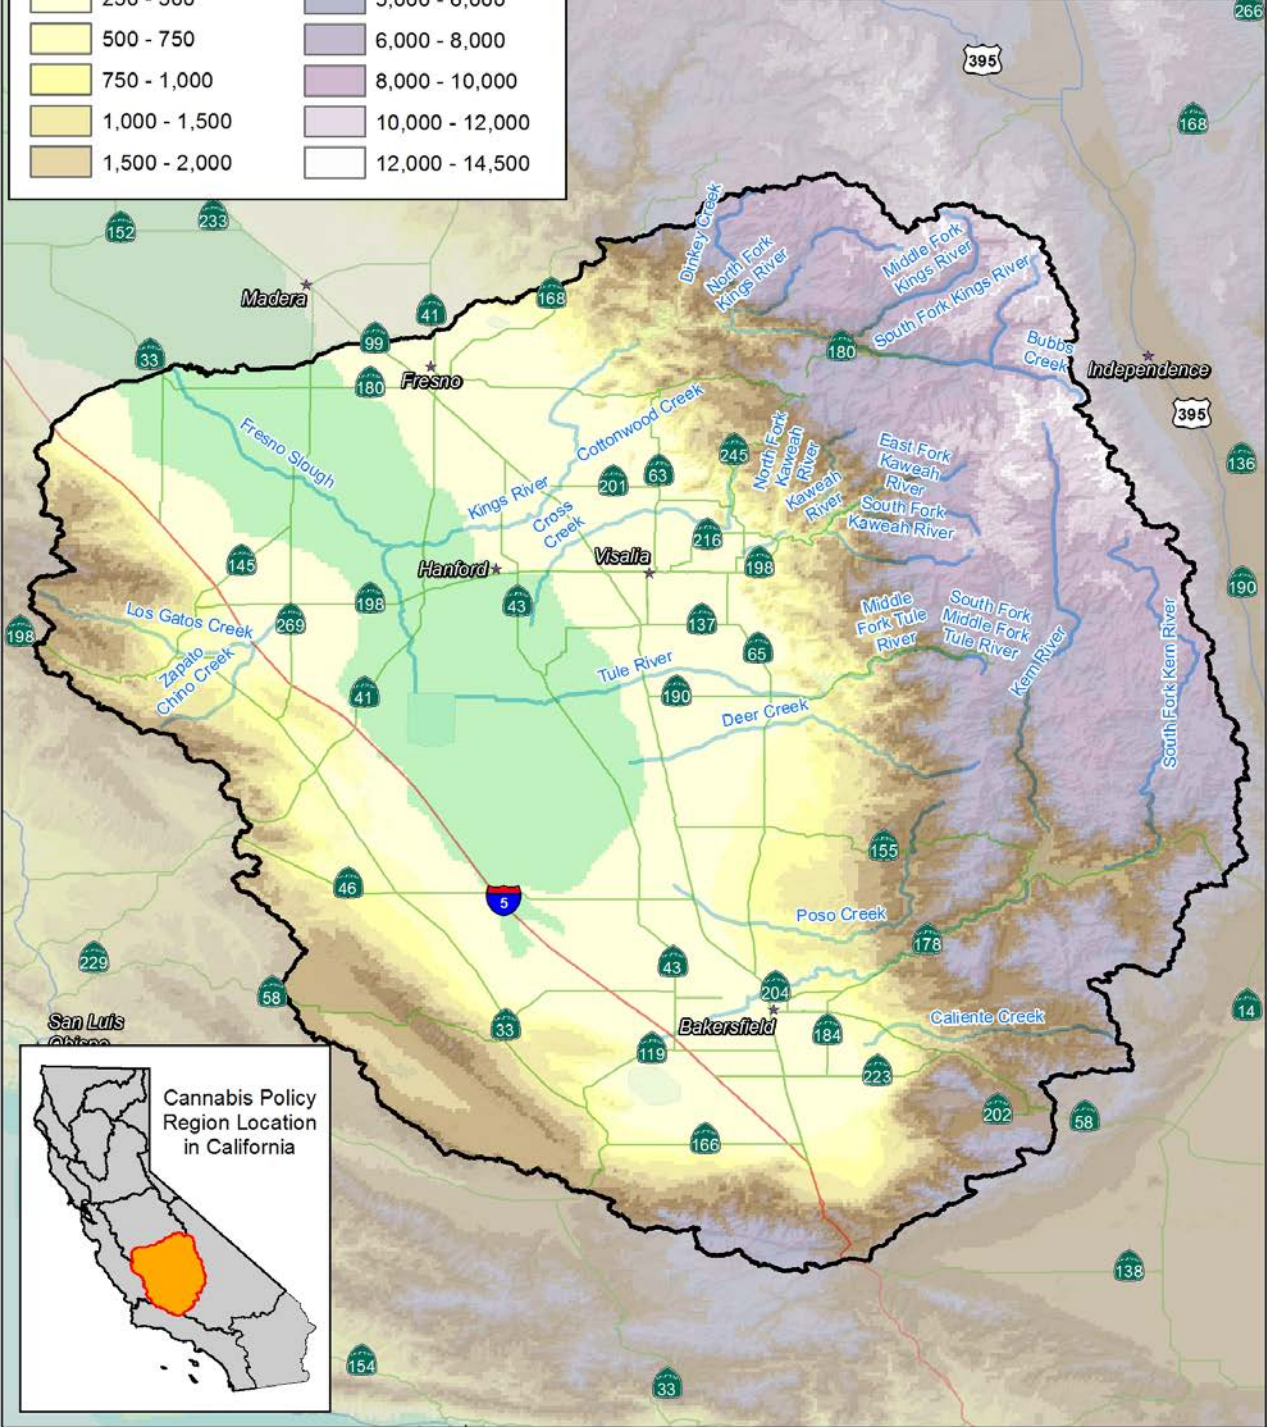 250 - 500
5,000 - 6,000
500 - 750
6,000 - 8,000
750 - 1,000
8,000 - 10,000
1,000 - 1,500
10,000 - 12,000
1,500 - 2,000
12,000 - 14,500
266
395
168
152
233
Madera
41
168
99
33
180
Fresno
Dinkey Creek
North Fork
Kings River
Middle Fork
Kings River
South Fork Kings River
180
Bubbs
Creek
Independence
395
136
Fresno Slough
Cottonwood Creek
Kings River
Cross
Creek
201
63
245
North Fork
Kaweah
River
Kaweah
River
East Fork
Kaweah
River
South Fork
Kaweah River
216
198
Visalia
Hanford
43
145
198
269
198
Los Gatos Creek
Zapato
Chino Creek
41
137
65
190
Tule River
Deer Creek
Middle
Fork Tule
River
South Fork
Middle Fork
Tule River
Kern River
South Fork Kern River
190
155
46
5
Poso Creek
178
229
58
43
204
33
Bakersfield
119
184
Caliente Creek
223
202
58
14
166
San Luis
Obispo
Cannabis Policy
Region Location
in California
138
154
33